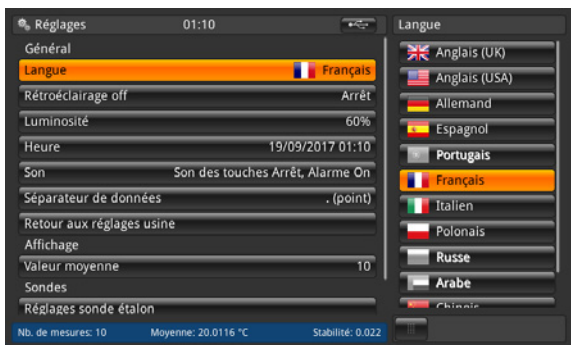 Réglages 01:10 Langue
Général
Langue Français
Rétroéclairage off Arrêt
Luminosité 60%
Heure 19/09/2017 01:10
Son Son des touches Arrêt, Alarme On
Séparateur de données . (point)
Retour aux réglages usine
Affichage
Valeur moyenne 10
Sondes
Réglages sonde étalon
Nb. de mesures: 10 Moyenne: 20.0116 °C Stabilité: 0.022
Anglais (UK)
Anglais (USA)
Allemand
Espagnol
Portugais
Français
Italien
Polonais
Russe
Arabe
Chinois